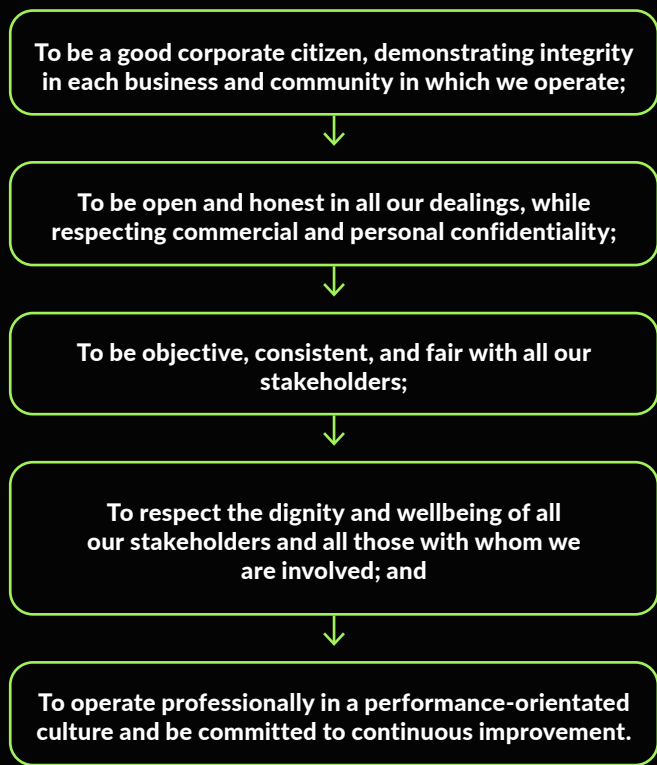 To be a good corporate citizen, demonstrating integrity
in each business and community in which we operate;
To be open and honest in all our dealings, while
respecting commercial and personal confidentiality;
To be objective, consistent, and fair with all our
stakeholders;
To respect the dignity and wellbeing of all
our stakeholders and all those with whom we
are involved; and
To operate professionally in a performance-orientated
culture and be committed to continuous improvement.